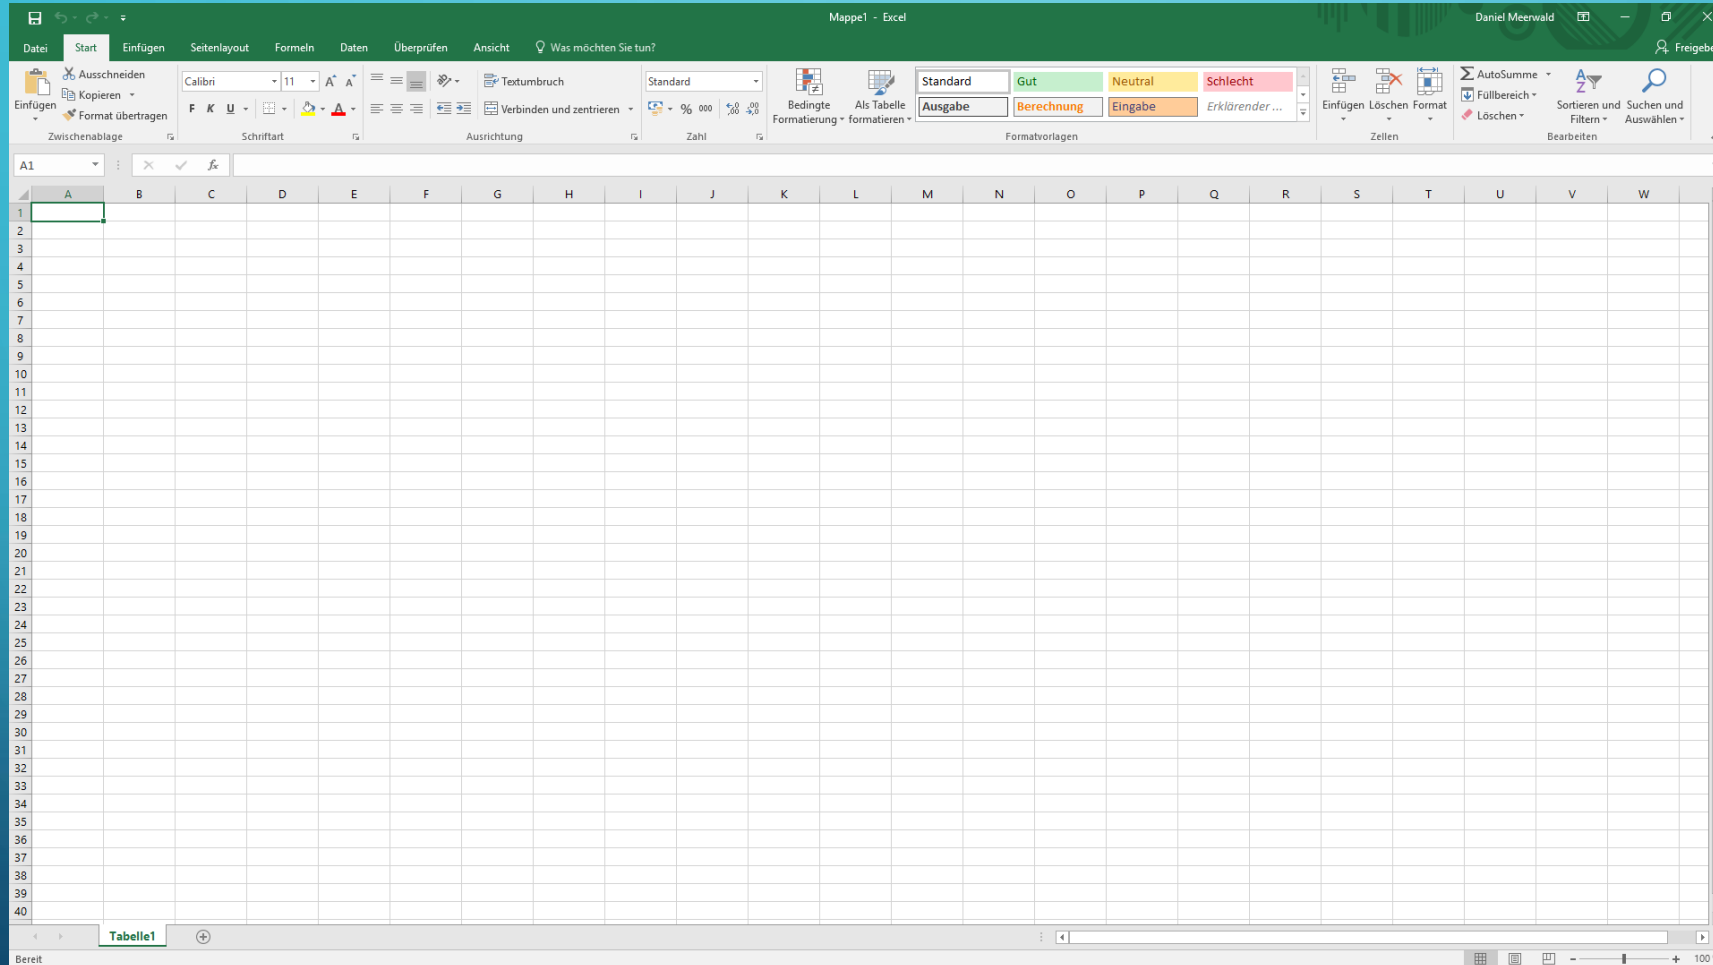 Mappe1 - Excel
Daniel Meerwald
Datei Start Einfügen Seitenlayout Formeln Daten Überprüfen Ansicht Was möchten Sie tun?
Freigebe
Einfügen
Ausschneiden
Kopieren
Format übertragen
Zwischenablage
Calibri 11
F K U
Schriftart
Textumbruch
Verbinden und zentrieren
Ausrichtung
Standard
% 000
Zahl
Bedingte
Formatierung
Als Tabelle
formatieren
Standard Gut Neutral Schlecht
Ausgabe Berechnung Eingabe Erklärender ...
Formatvorlagen
Einfügen Löschen Format
Zellen
AutoSumme
Füllbereich
Löschen
Sortieren und
Filtern
Suchen und
Auswählen
Bearbeiten
A1
fx
A B C D E F G H I J K L M N O P Q R S T U V W
1
2
3
4
5
6
7
8
9
10
11
12
13
14
15
16
17
18
19
20
21
22
23
24
25
26
27
28
29
30
31
32
33
34
35
36
37
38
39
40
Tabelle1
Bereit
100